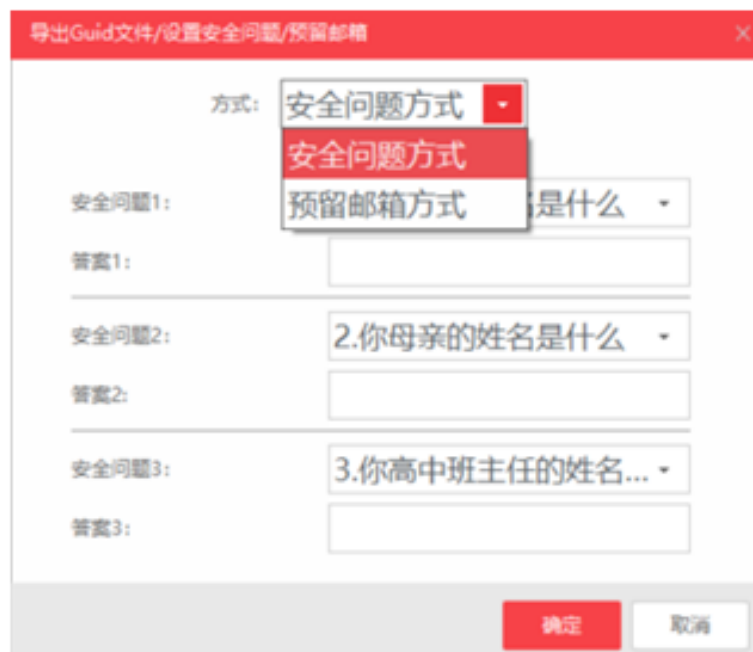 导出Guid文件/设置安全问题/预留邮箱
方式: 安全问题方式
安全问题方式
预留邮箱方式
安全问题1: 是什么
答案1:
安全问题2: 2.你母亲的姓名是什么
答案2:
安全问题3: 3.你高中班主任的姓名...
答案3:
确定 取消